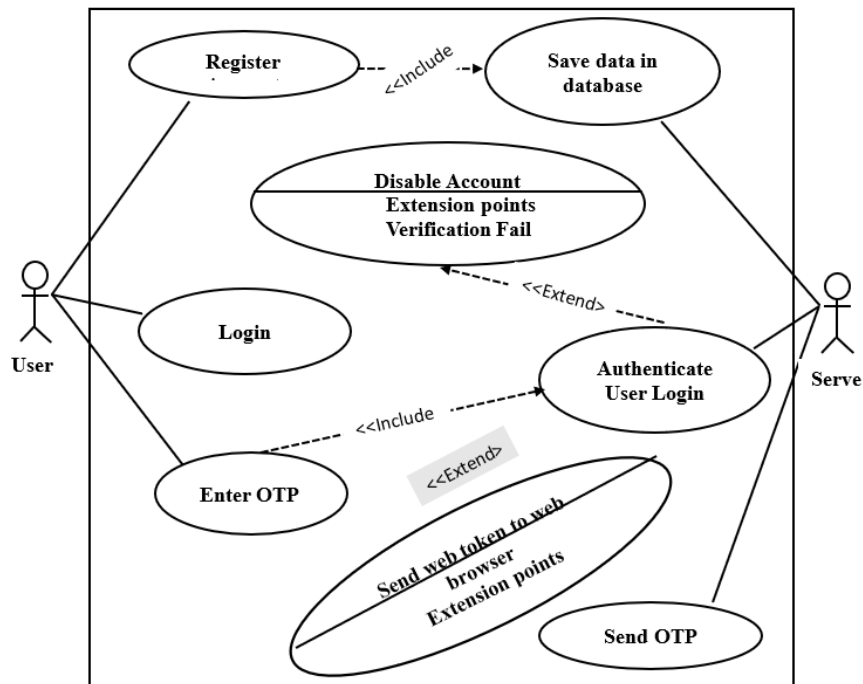 Register
<<Include
Save data in
database
Disable Account
Extension points
Verification Fail
<<Extend>
Login
User
Authenticate
User Login
Serve
<<Include
<<Extend>
Enter OTP
Send web token to web
browser
Extension points
Send OTP